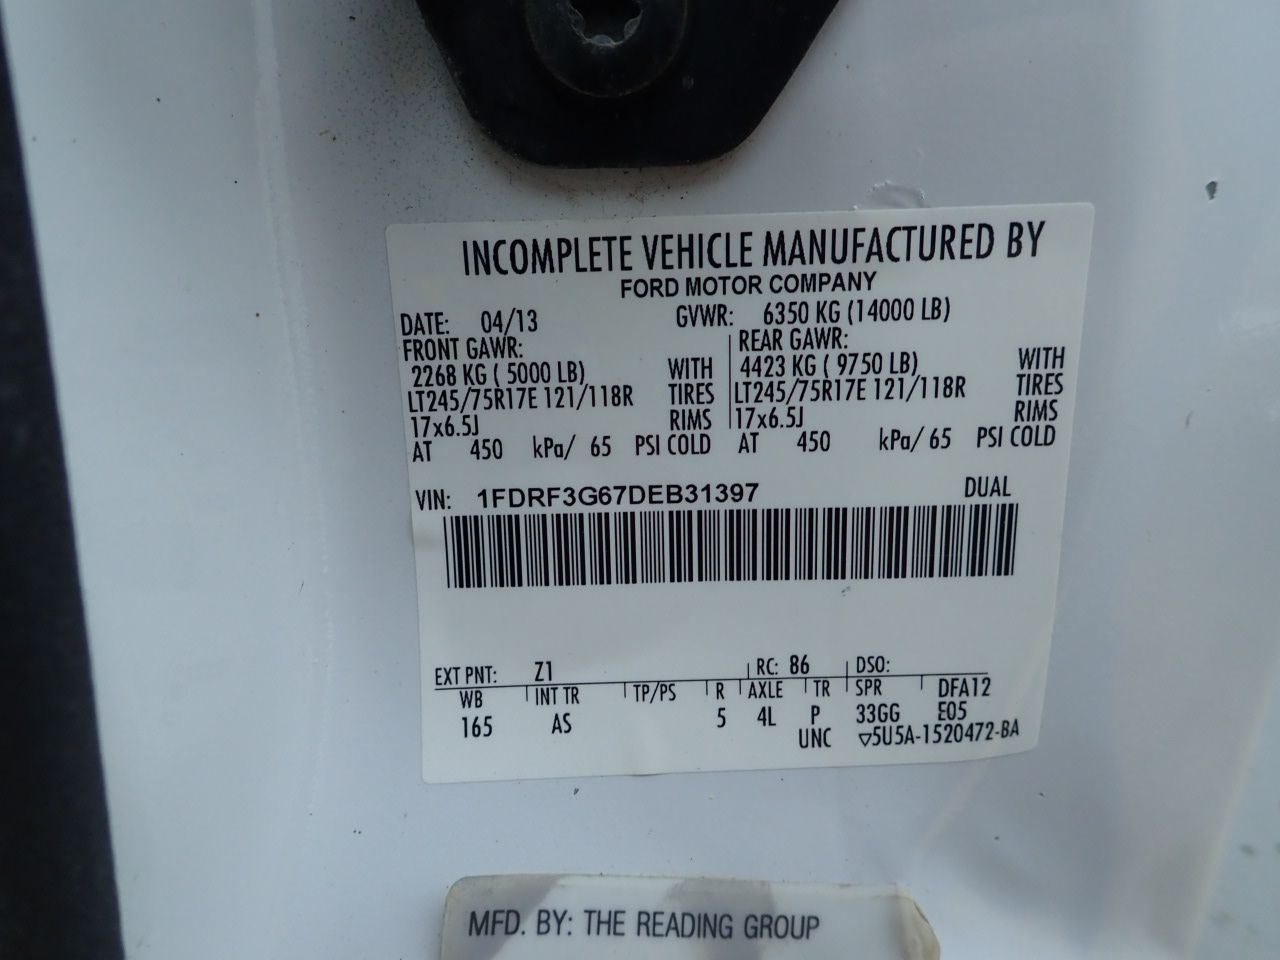 INCOMPLETE VEHICLE MANUFACTURED BY
FORD MOTOR COMPANY
DATE: 04/13 GVWR: 6350 KG (14000 LB)
FRONT GAWR: REAR GAWR:
2268 KG ( 5000 LB) WITH 4423 KG ( 9750 LB) WITH
LT245/75R17E 121/118R TIRES LT245/75R17E 121/118R TIRES
17x6.5J RIMS 17x6.5J RIMS
AT 450 kPa/ 65 PSI COLD AT 450 kPa/ 65 PSI COLD
VIN: 1FDRF3G67DEB31397 DUAL
EXT PNT: Z1 RC: 86 DSO:
WB INT TR TP/PS R AXLE TR SPR DFA12
165 AS 5 4L P 33GG E05
UNC ▽5U5A-1520472-BA
MFD. BY: THE READING GROUP